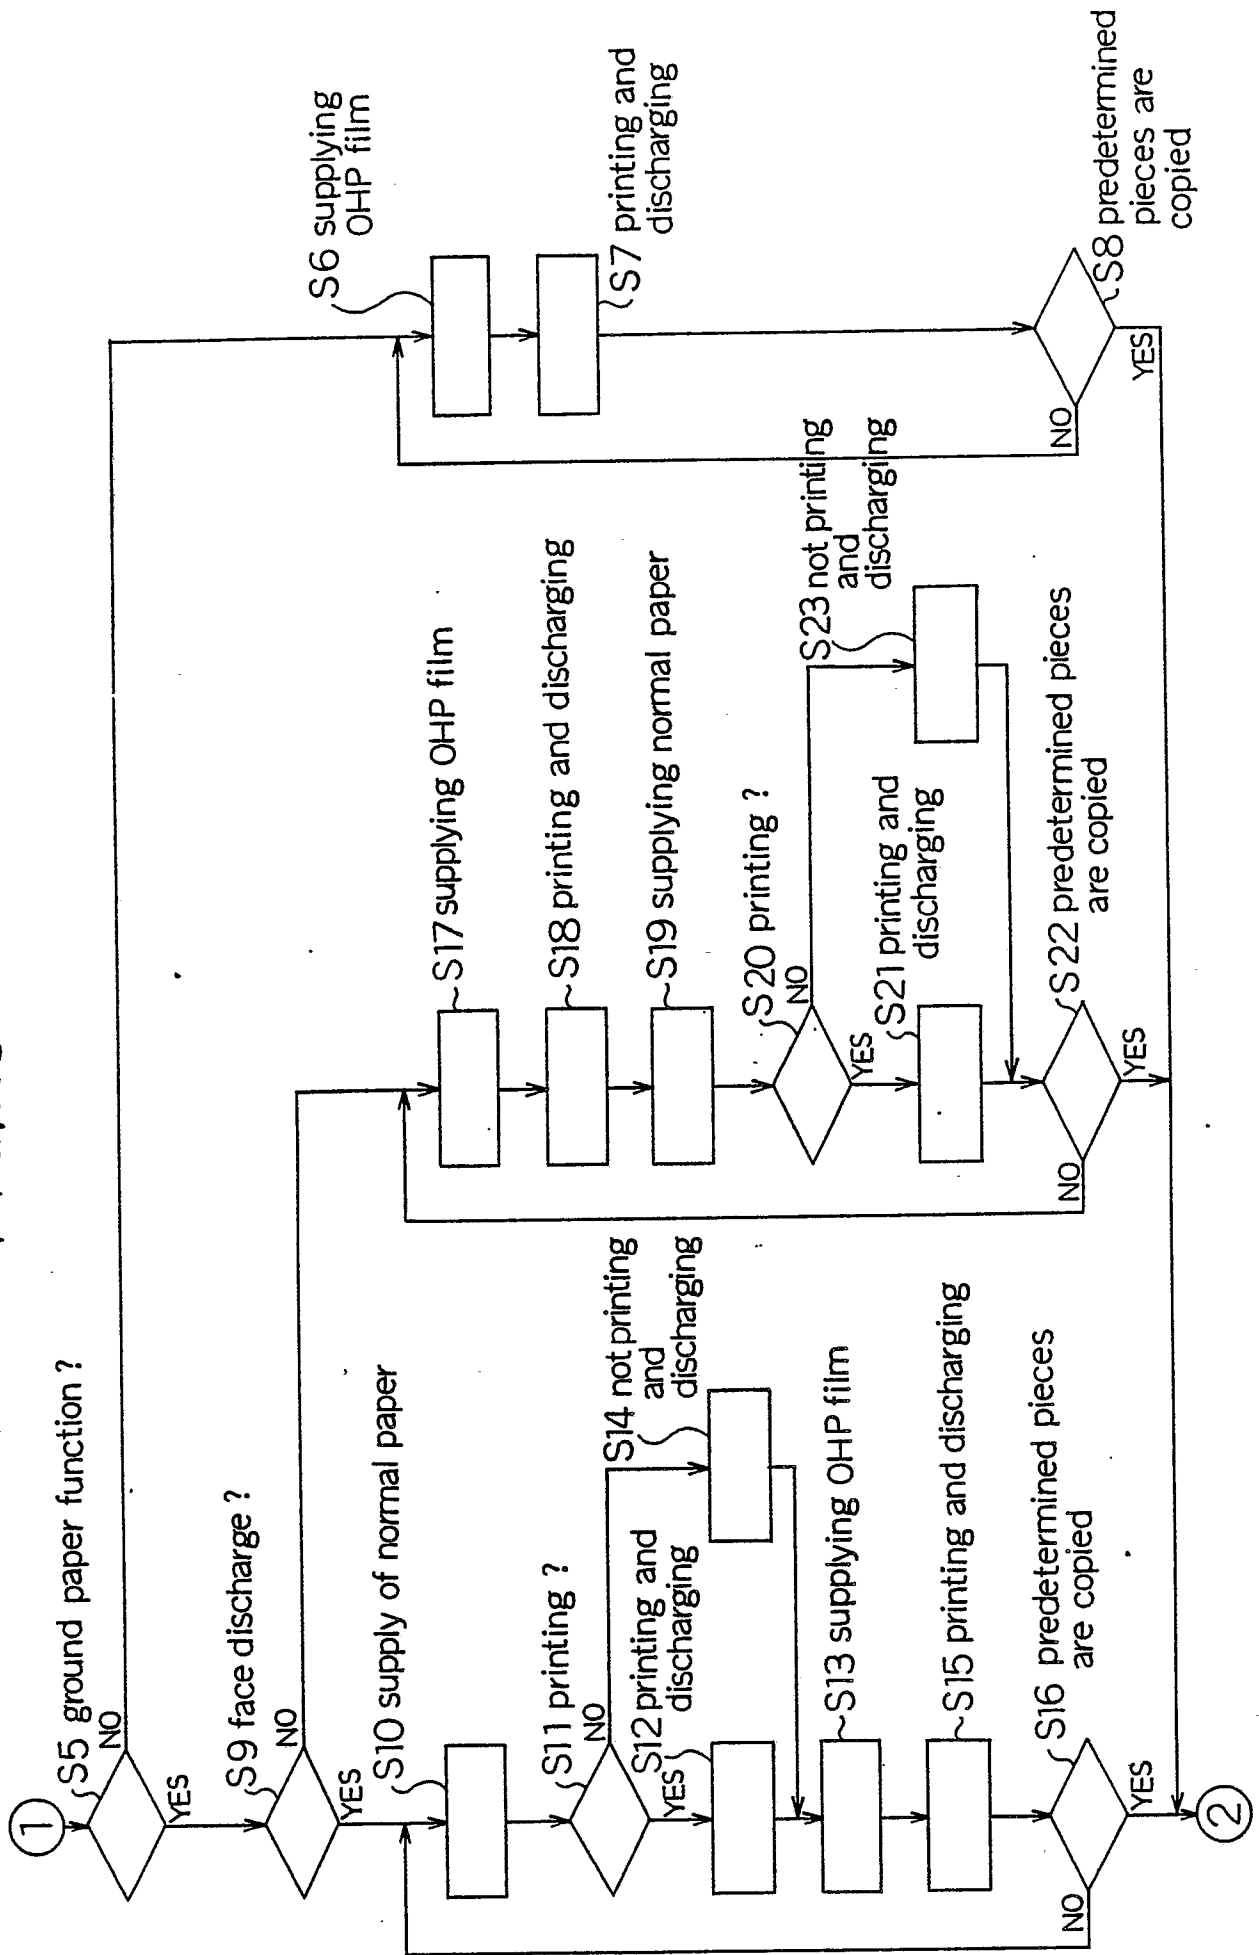 1
S5 ground paper function ?
NO
YES
S9 face discharge ?
NO
YES
S10 supply of normal paper
S11 printing ?
NO
YES
S12 printing and
discharging
S14 not printing
and
discharging
S13 supplying OHP film
S15 printing and discharging
S16 predetermined pieces
are copied
NO
YES
2
S17 supplying OHP film
S18 printing and discharging
S19 supplying normal paper
S20 printing ?
NO
YES
S21 printing and
discharging
S23 not printing
and
discharging
S22 predetermined pieces
are copied
NO
YES
S6 supplying
OHP film
S7 printing and
discharging
S8 predetermined
pieces are
copied
NO
YES